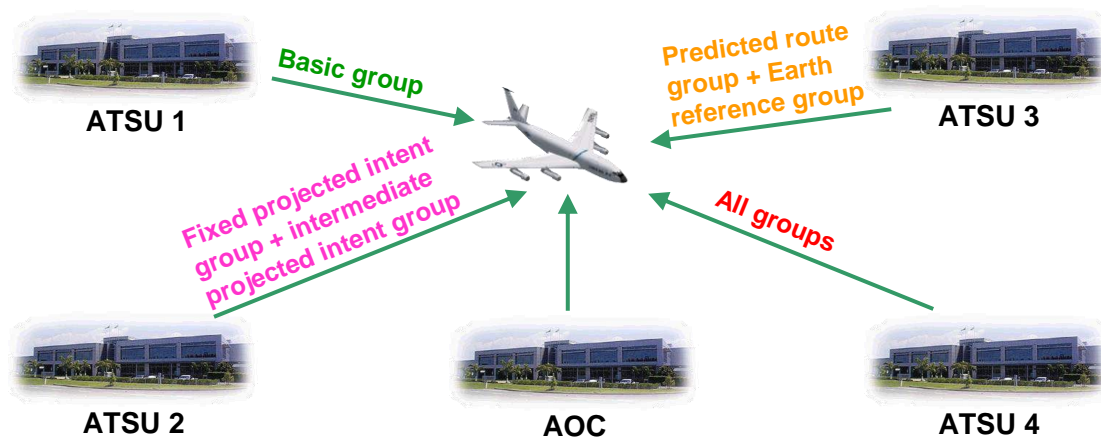 Basic group
ATSU 1
Predicted route
group + Earth
reference group
ATSU 3
Fixed projected intent
group + intermediate
projected intent group
All groups
ATSU 2
AOC
ATSU 4